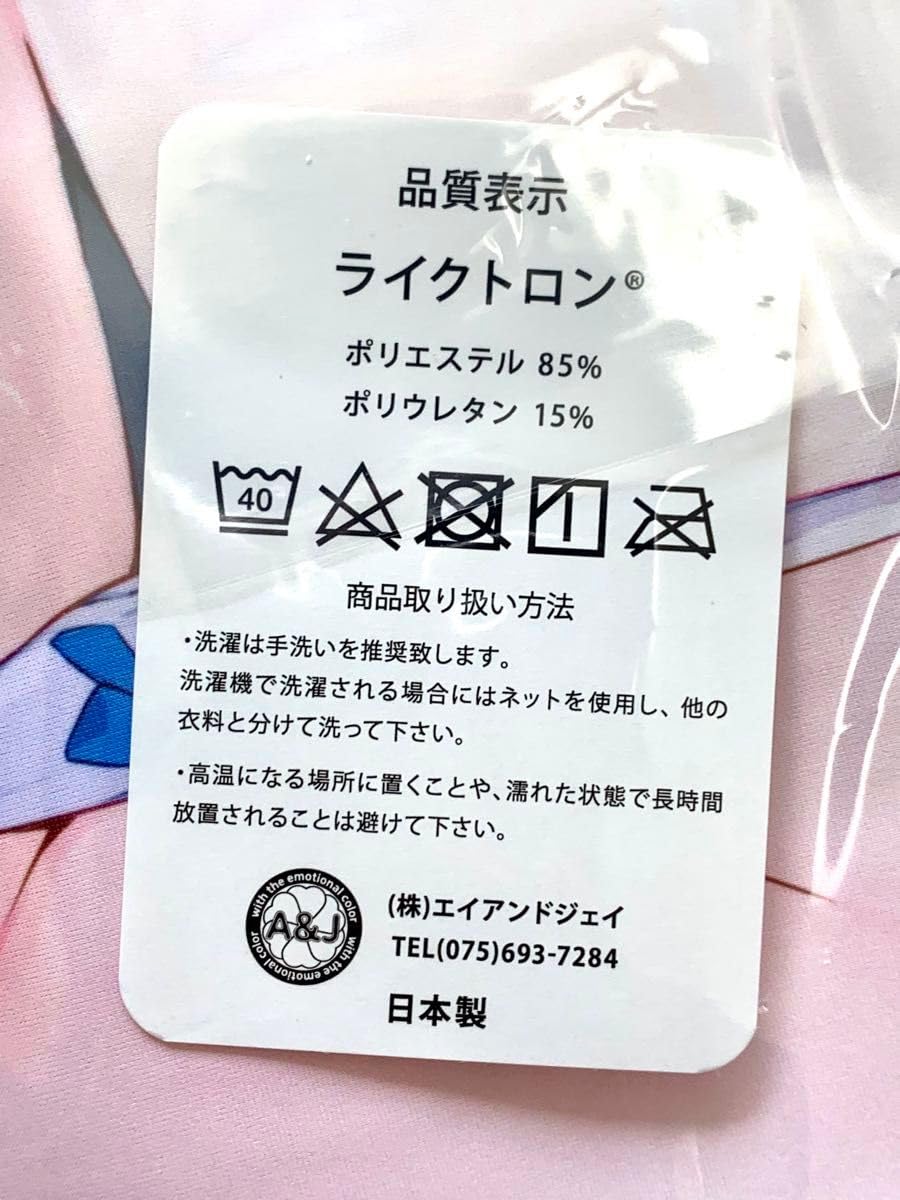 品質表示
ライクトロン®
ポリエステル 85%
ポリウレタン 15%
40
商品取り扱い方法
・洗濯は手洗いを推奨致します。
洗濯機で洗濯される場合にはネットを使用し、他の
衣料と分けて洗って下さい。
・高温になる場所に置くことや、濡れた状態で長時間
放置されることは避けて下さい。
with the emotional color
A&J
with the emotional color
(株)エイアンドジェイ
TEL(075)693-7284
日本製